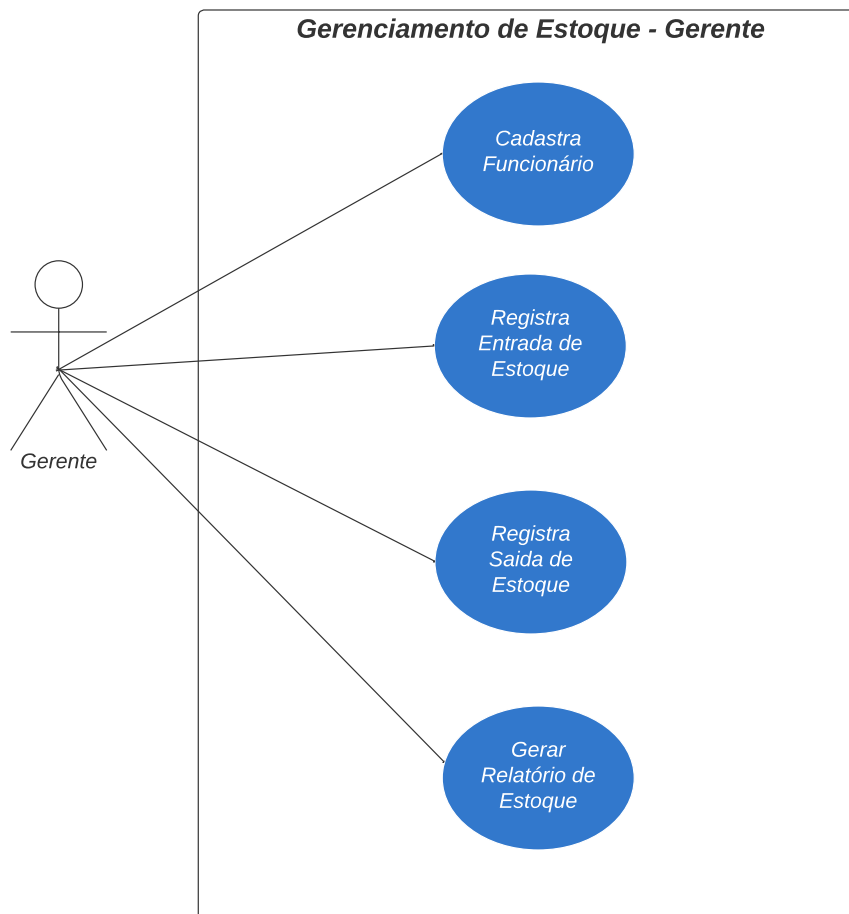 Gerenciamento de Estoque - Gerente
Cadastra
Funcionário
Registra
Entrada de
Estoque
Gerente
Registra
Saida de
Estoque
Gerar
Relatório de
Estoque